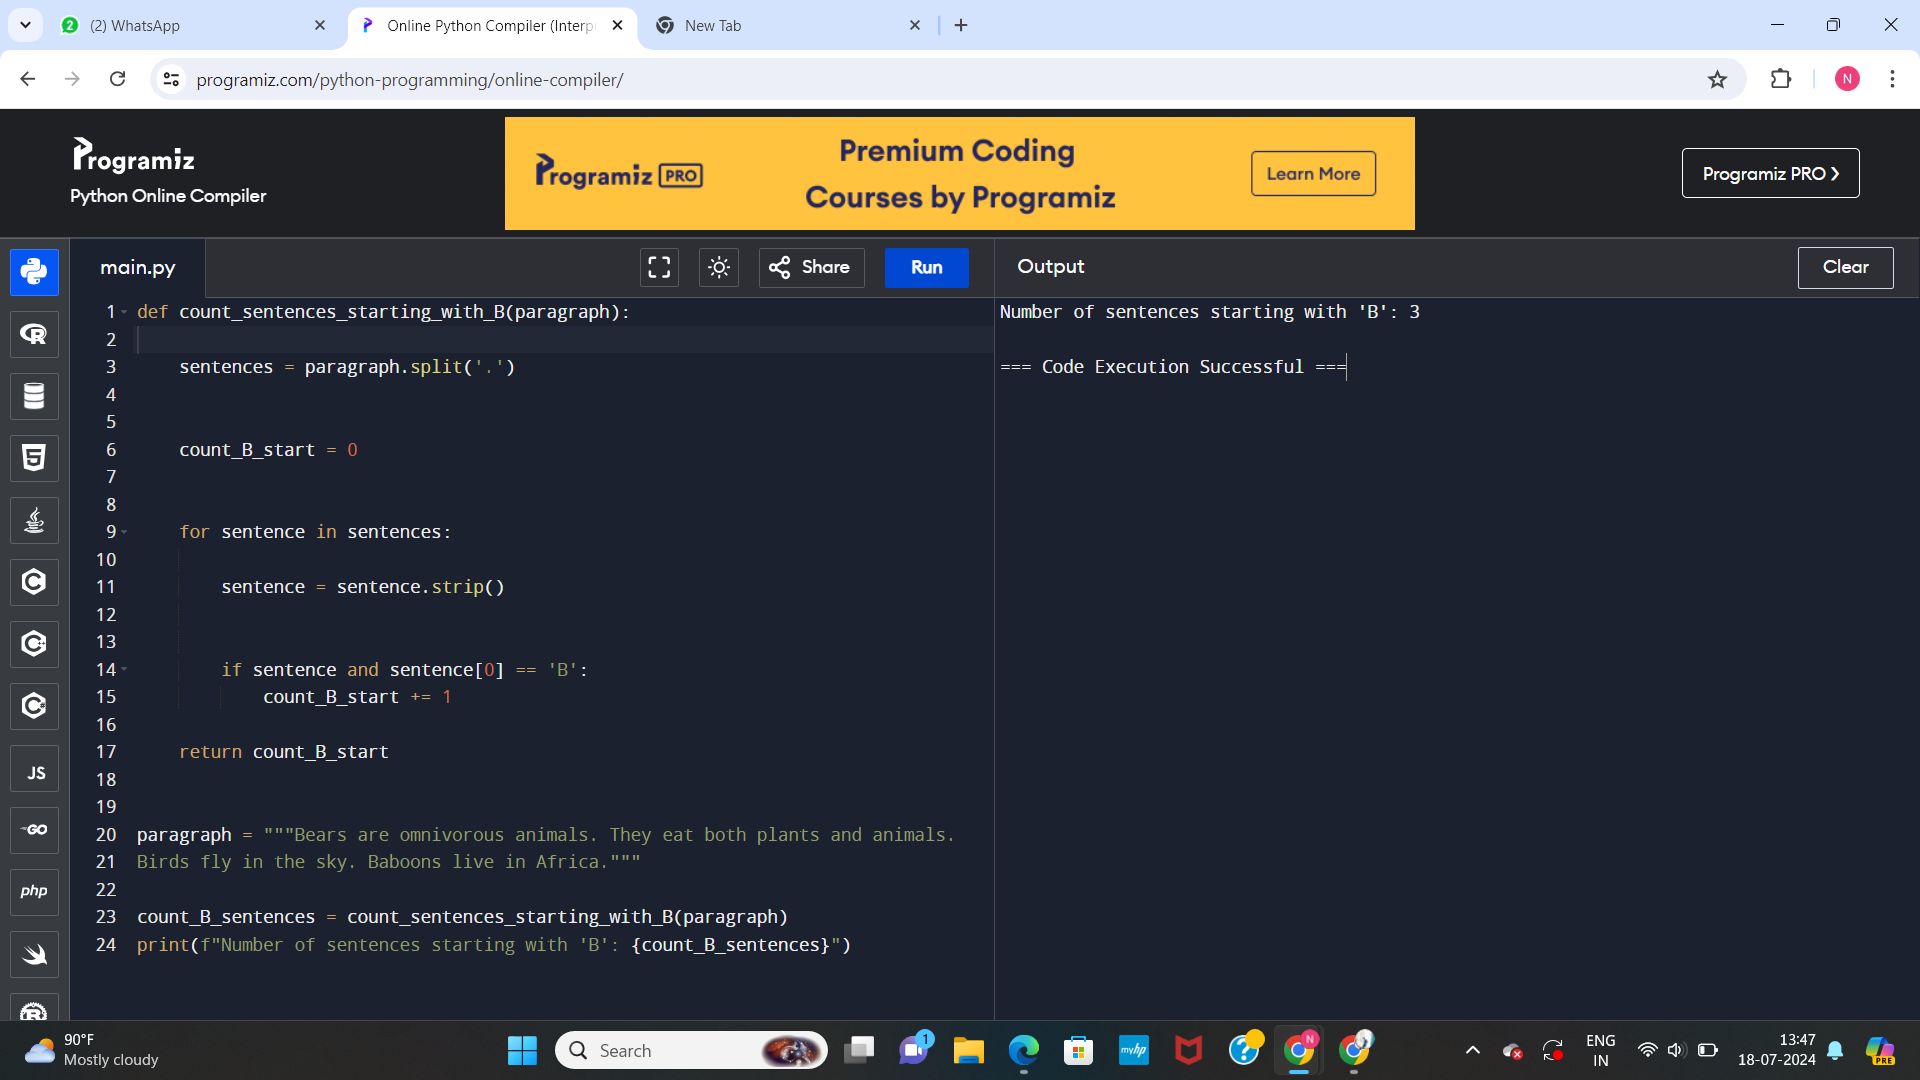 (2) WhatsApp
Online Python Compiler (Interp
New Tab
programiz.com/python-programming/online-compiler/
N
Programiz
Python Online Compiler
Programiz PRO
Premium Coding
Courses by Programiz
Learn More
Programiz PRO
main.py
Share
Run
Output
Clear
1 def count_sentences_starting_with_B(paragraph):
2
3 sentences = paragraph.split('.')
4
5
6 count_B_start = 0
7
8
9 for sentence in sentences:
10
11 sentence = sentence.strip()
12
13
14 if sentence and sentence[0] == 'B':
15 count_B_start += 1
16
17 return count_B_start
18
19
20 paragraph = """Bears are omnivorous animals. They eat both plants and animals.
21 Birds fly in the sky. Baboons live in Africa."""
22
23 count_B_sentences = count_sentences_starting_with_B(paragraph)
24 print(f"Number of sentences starting with 'B': {count_B_sentences}")
Number of sentences starting with 'B': 3
=== Code Execution Successful ===
JS
GO
php
90°F
Mostly cloudy
Search
1
myhp
N
ENG
IN
13:47
18-07-2024
PRE